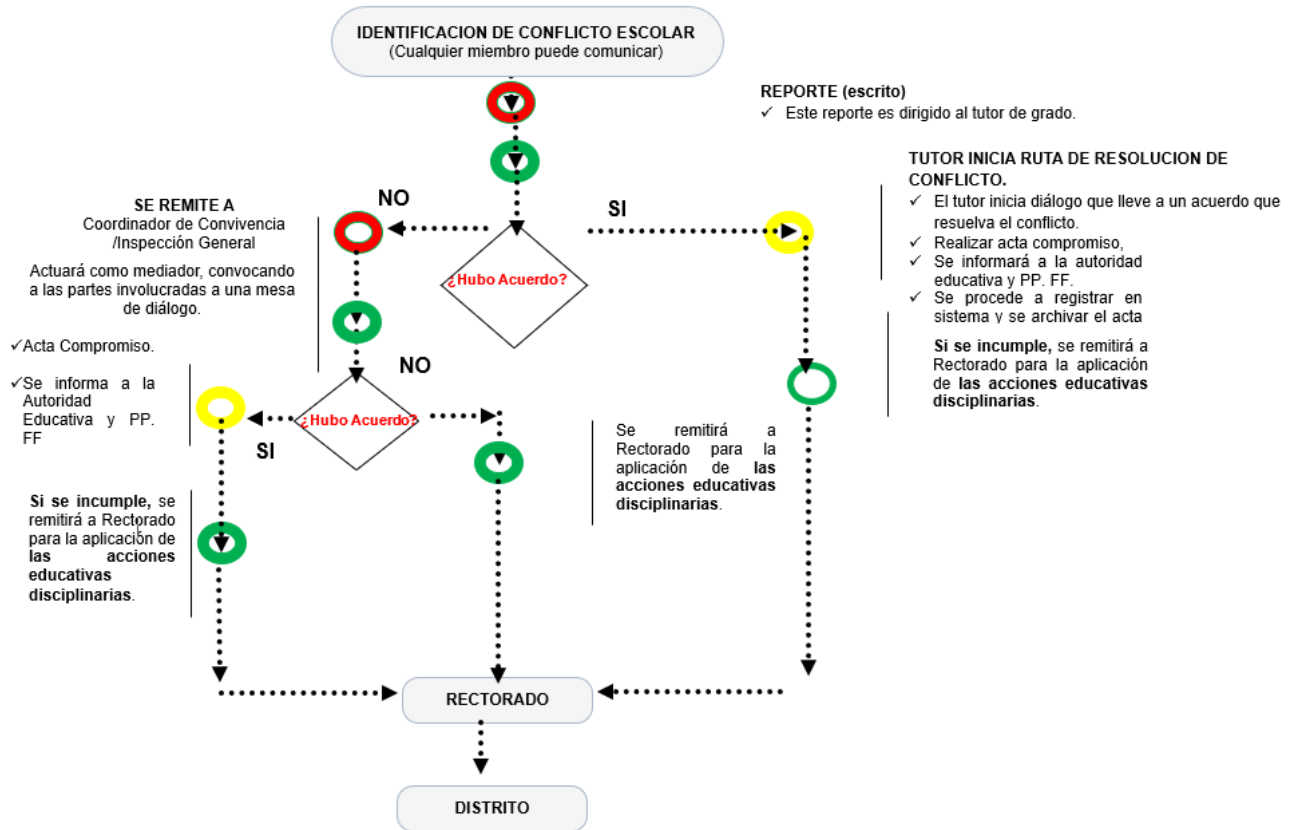 IDENTIFICACION DE CONFLICTO ESCOLAR
(Cualquier miembro puede comunicar)
REPORTE (escrito)
✓ Este reporte es dirigido al tutor de grado.
TUTOR INICIA RUTA DE RESOLUCION DE
CONFLICTO.
✓ El tutor inicia diálogo que lleve a un acuerdo que
resuelva el conflicto.
✓ Realizar acta compromiso,
✓ Se informará a la autoridad
educativa y PP. FF.
✓ Se procede a registrar en
sistema y se archivar el acta
Si se incumple, se remitirá a
Rectorado para la aplicación
de las acciones educativas
disciplinarias.
NO
SI
¿Hubo Acuerdo?
SE REMITE A
Coordinador de Convivencia
/Inspección General
Actuará como mediador, convocando
a las partes involucradas a una mesa
de diálogo.
✓Acta Compromiso.
✓Se informa a la
Autoridad
Educativa y PP.
FF
NO
¿Hubo Acuerdo?
SI
Se remitirá a
Rectorado para la
aplicación de las
acciones educativas
disciplinarias.
Si se incumple, se
remitirá a Rectorado
para la aplicación de
las acciones
educativas
disciplinarias.
RECTORADO
DISTRITO